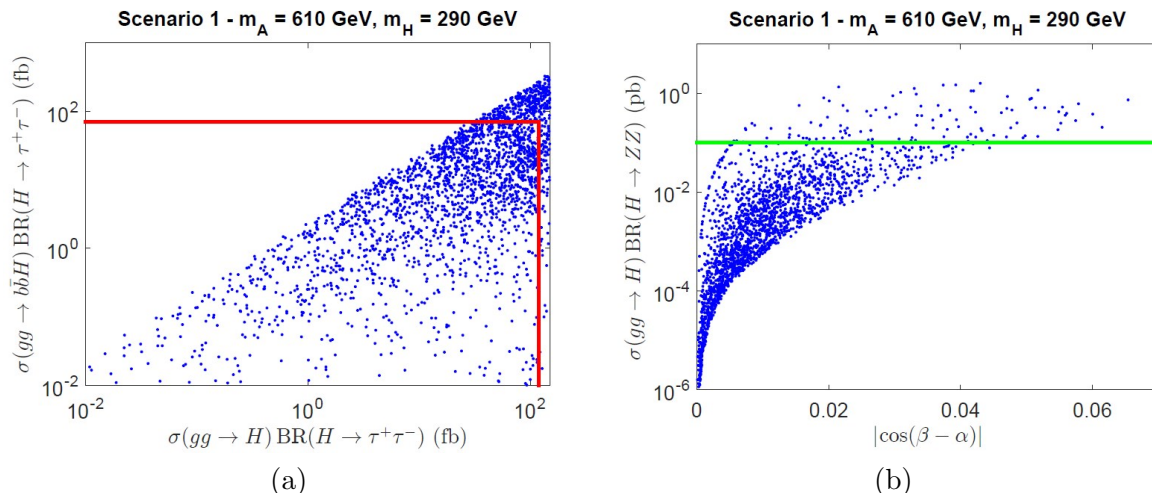 Scenario 1 - m_A = 610 GeV, m_H = 290 GeV
σ(gg → bb̄H) BR(H → τ⁺τ⁻) (fb)
10²
10⁰
10⁻²
10⁻² 10⁰ 10²
σ(gg → H) BR(H → τ⁺τ⁻) (fb)
(a)
Scenario 1 - m_A = 610 GeV, m_H = 290 GeV
σ(gg → H) BR(H → ZZ) (pb)
10⁰
10⁻²
10⁻⁴
10⁻⁶
0 0.02 0.04 0.06
|cos(β − α)|
(b)